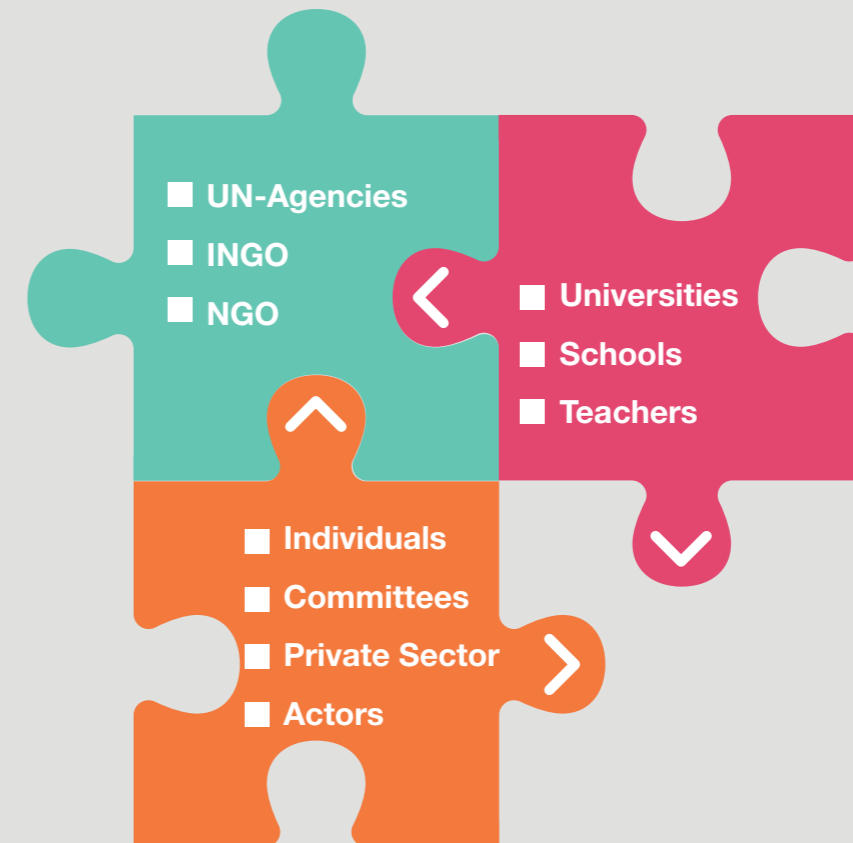 UN-Agencies
INGO
NGO
Universities
Schools
Teachers
Individuals
Committees
Private Sector
Actors